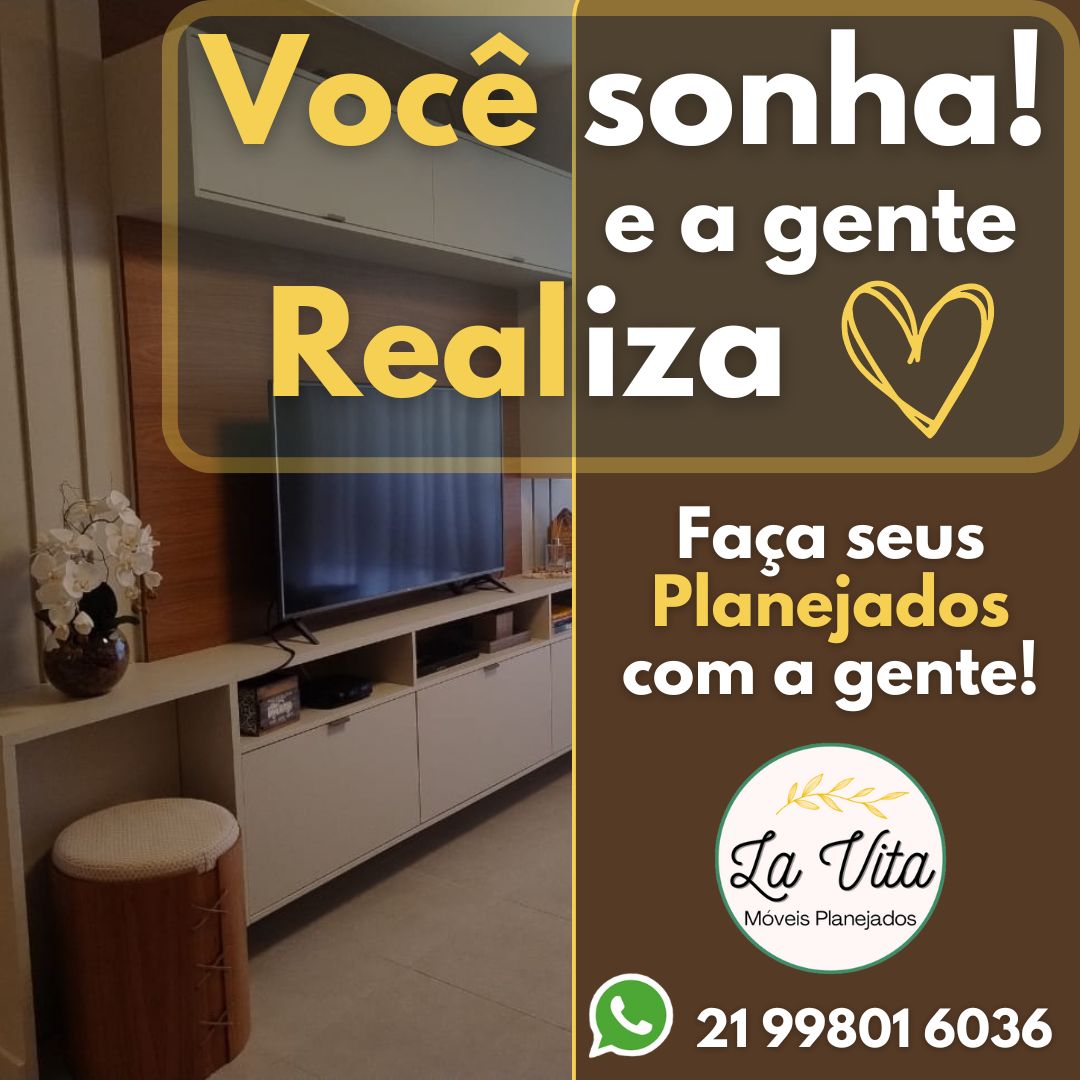 Você sonha!
e a gente
Realiza
Faça seus
Planejados
com a gente!
La Vita
Móveis Planejados
21 99801 6036